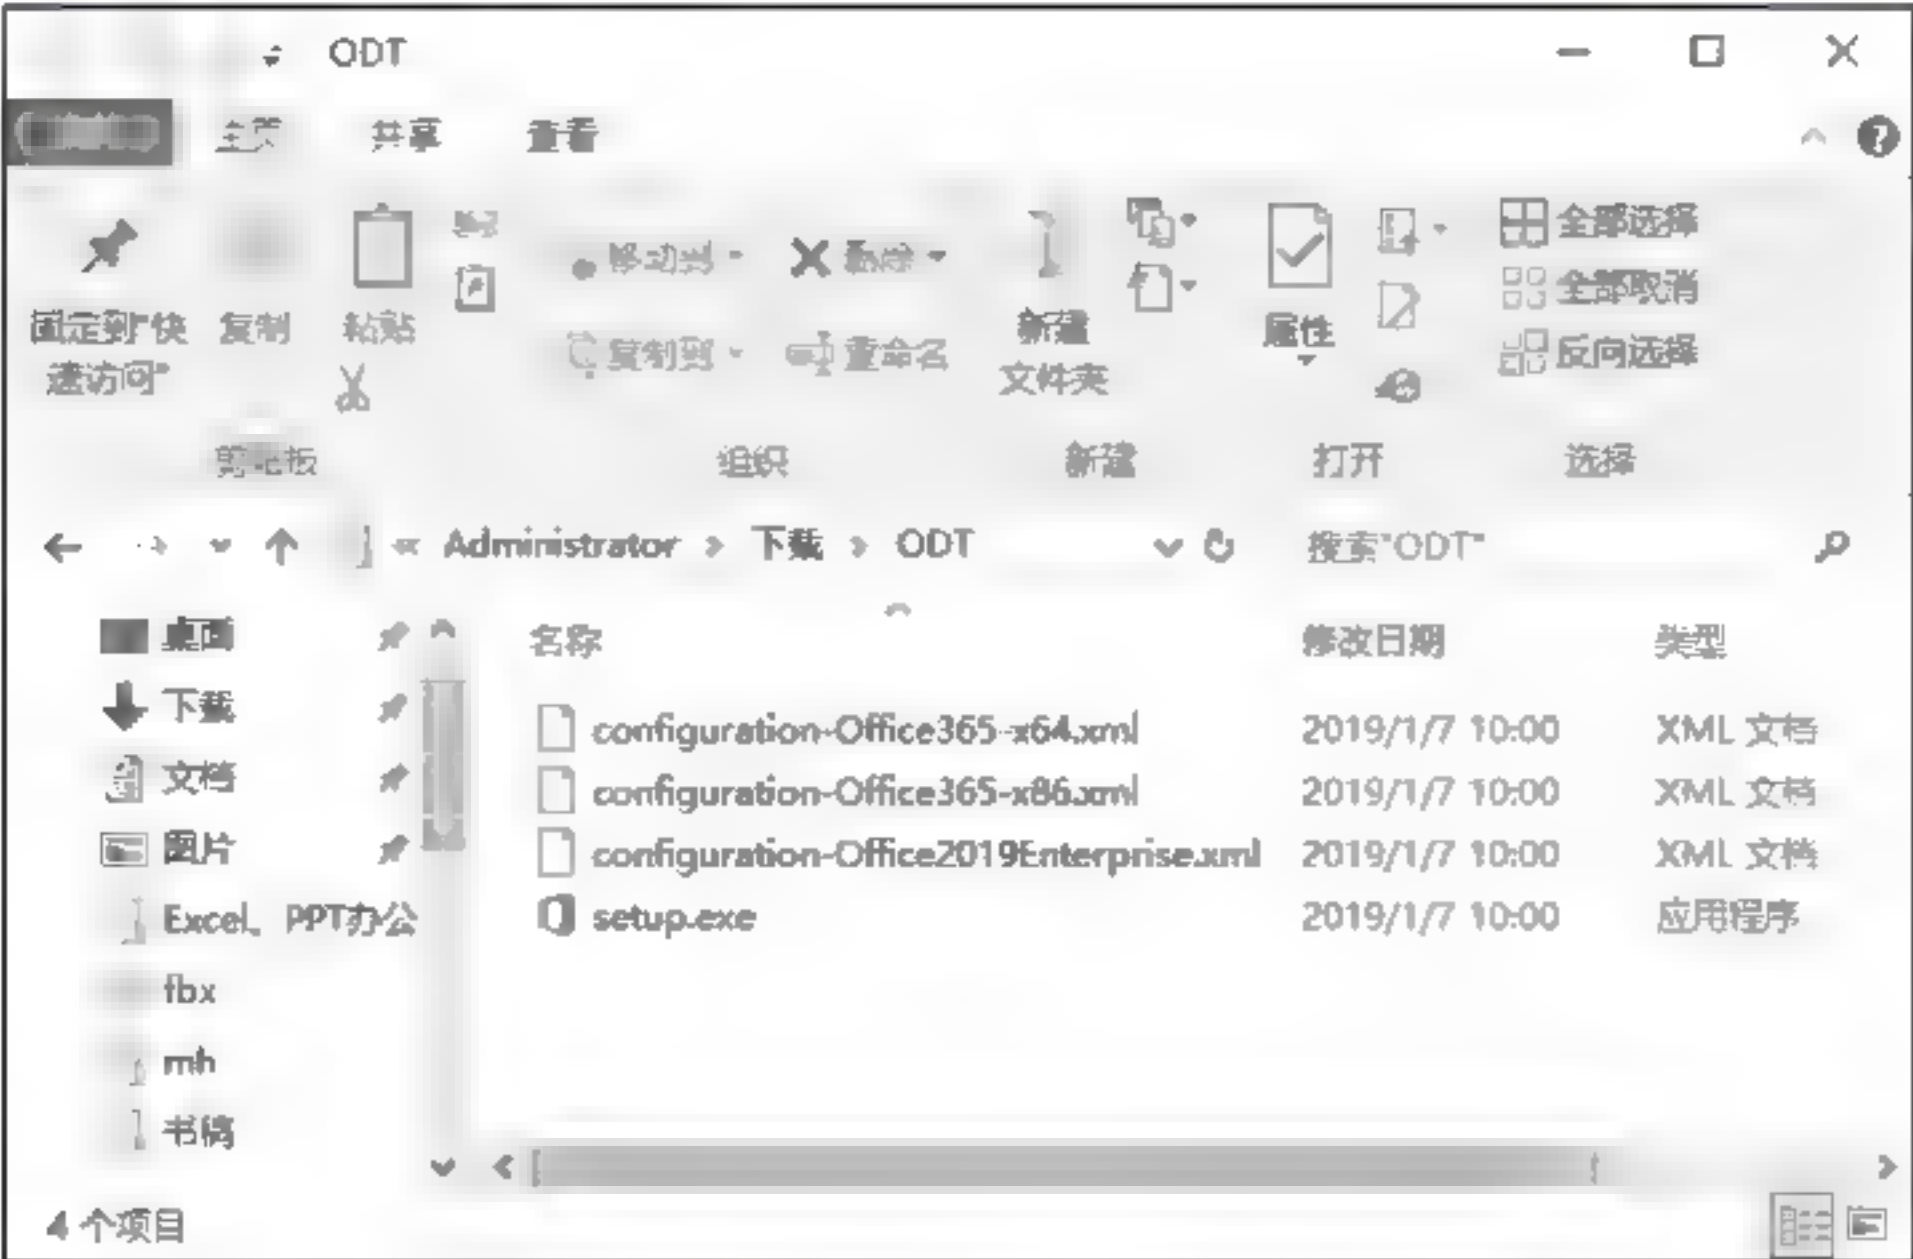 ODT
主页 共享 查看
移动到 删除 全部选择
全部取消
固定到"快速访问" 复制 粘贴 复制到 重命名 新建文件夹 属性 反向选择
剪贴板 组织 新建 打开 选择
« Administrator > 下载 > ODT 搜索"ODT"
桌面 名称 修改日期 类型
下载 configuration-Office365-x64.xml 2019/1/7 10:00 XML 文档
文档 configuration-Office365-x86.xml 2019/1/7 10:00 XML 文档
图片 configuration-Office2019Enterprise.xml 2019/1/7 10:00 XML 文档
Excel、PPT办公 setup.exe 2019/1/7 10:00 应用程序
fbx
mh
书稿
4 个项目